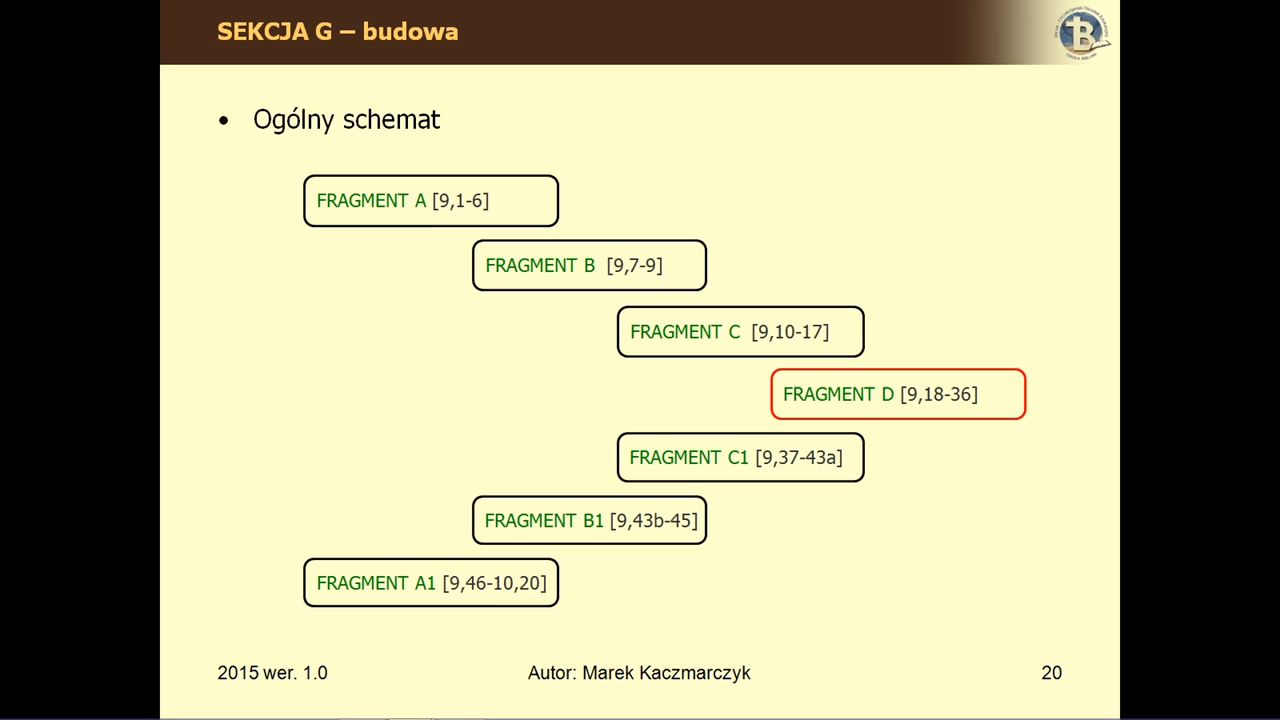 SEKCJA G – budowa
• Ogólny schemat
FRAGMENT A [9,1-6]
FRAGMENT B [9,7-9]
FRAGMENT C [9,10-17]
FRAGMENT D [9,18-36]
FRAGMENT C1 [9,37-43a]
FRAGMENT B1 [9,43b-45]
FRAGMENT A1 [9,46-10,20]
2015 wer. 1.0 Autor: Marek Kaczmarczyk 20